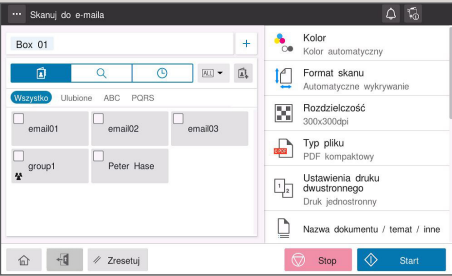 Skanuj do e-maila
Box 01
ALL
Wszystko Ulubione ABC PQRS
email01 email02 email03
group1 Peter Hase
Kolor
Kolor automatyczny
Format skanu
Automatyczne wykrywanie
Rozdzielczość
300x300dpi
Typ pliku
PDF kompaktowy
Ustawienia druku
dwustronnego
Druk jednostronny
Nazwa dokumentu / temat / inne
Zresetuj
Stop
Start